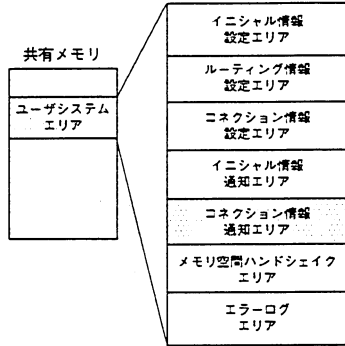 共有メモリ
ユーザシステム
エリア
イニシャル情報
設定エリア
ルーティング情報
設定エリア
コネクション情報
設定エリア
イニシャル情報
通知エリア
コネクション情報
通知エリア
メモリ空間ハンドシェイク
エリア
エラーログ
エリア